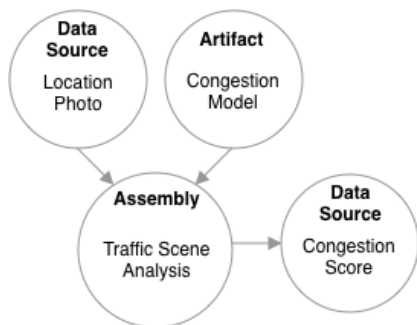 Data
Source
Location
Photo
Artifact
Congestion
Model
Assembly
Traffic Scene
Analysis
Data
Source
Congestion
Score